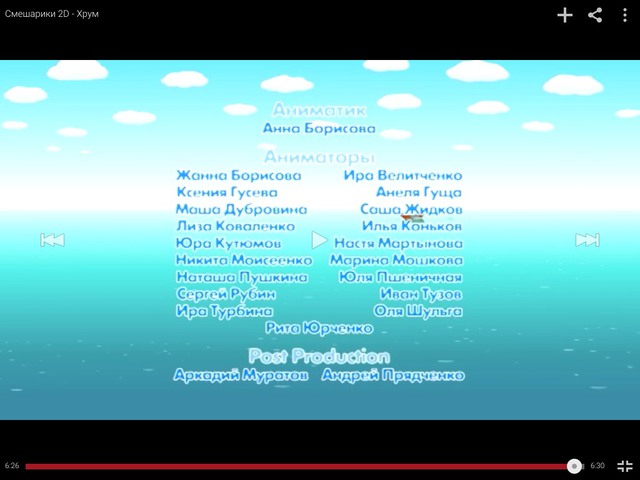 Смешарики 2D - Хрум
Аниматик
Анна Борисова
Аниматоры
Жанна Борисова Ира Велитченко
Ксения Гусева Анеля Гуща
Маша Дубровина Саша Жидков
Лиза Коваленко Илья Коньков
Юра Кутюмов Настя Мартынова
Никита Моисеенко Марина Мошкова
Наташа Пушкина Юля Пшеничная
Сергей Рубин Иван Тузов
Ира Турбина Оля Шульга
Рита Юрченко
Post Production
Аркадий Муратов Андрей Прядченко
6:26 6:30